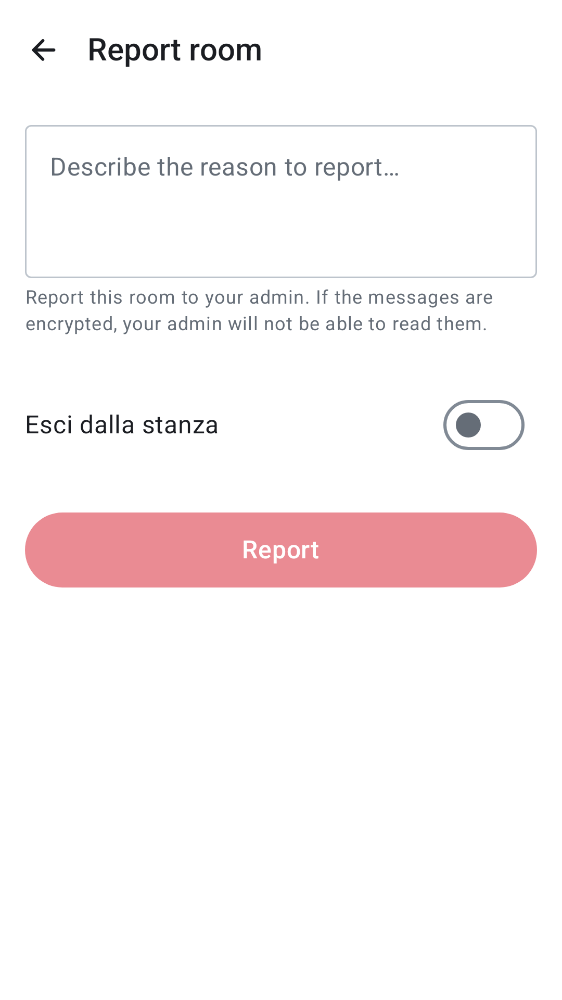 Report room
Describe the reason to report…
Report this room to your admin. If the messages are
encrypted, your admin will not be able to read them.
Esci dalla stanza
Report